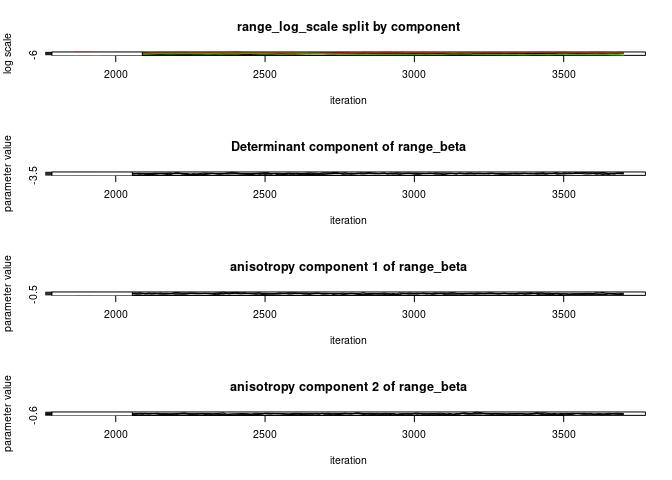 range_log_scale split by component
log scale
-6
2000 2500 3000 3500
iteration
Determinant component of range_beta
parameter value
-3.5
2000 2500 3000 3500
iteration
anisotropy component 1 of range_beta
parameter value
-0.5
2000 2500 3000 3500
iteration
anisotropy component 2 of range_beta
parameter value
-0.6
2000 2500 3000 3500
iteration